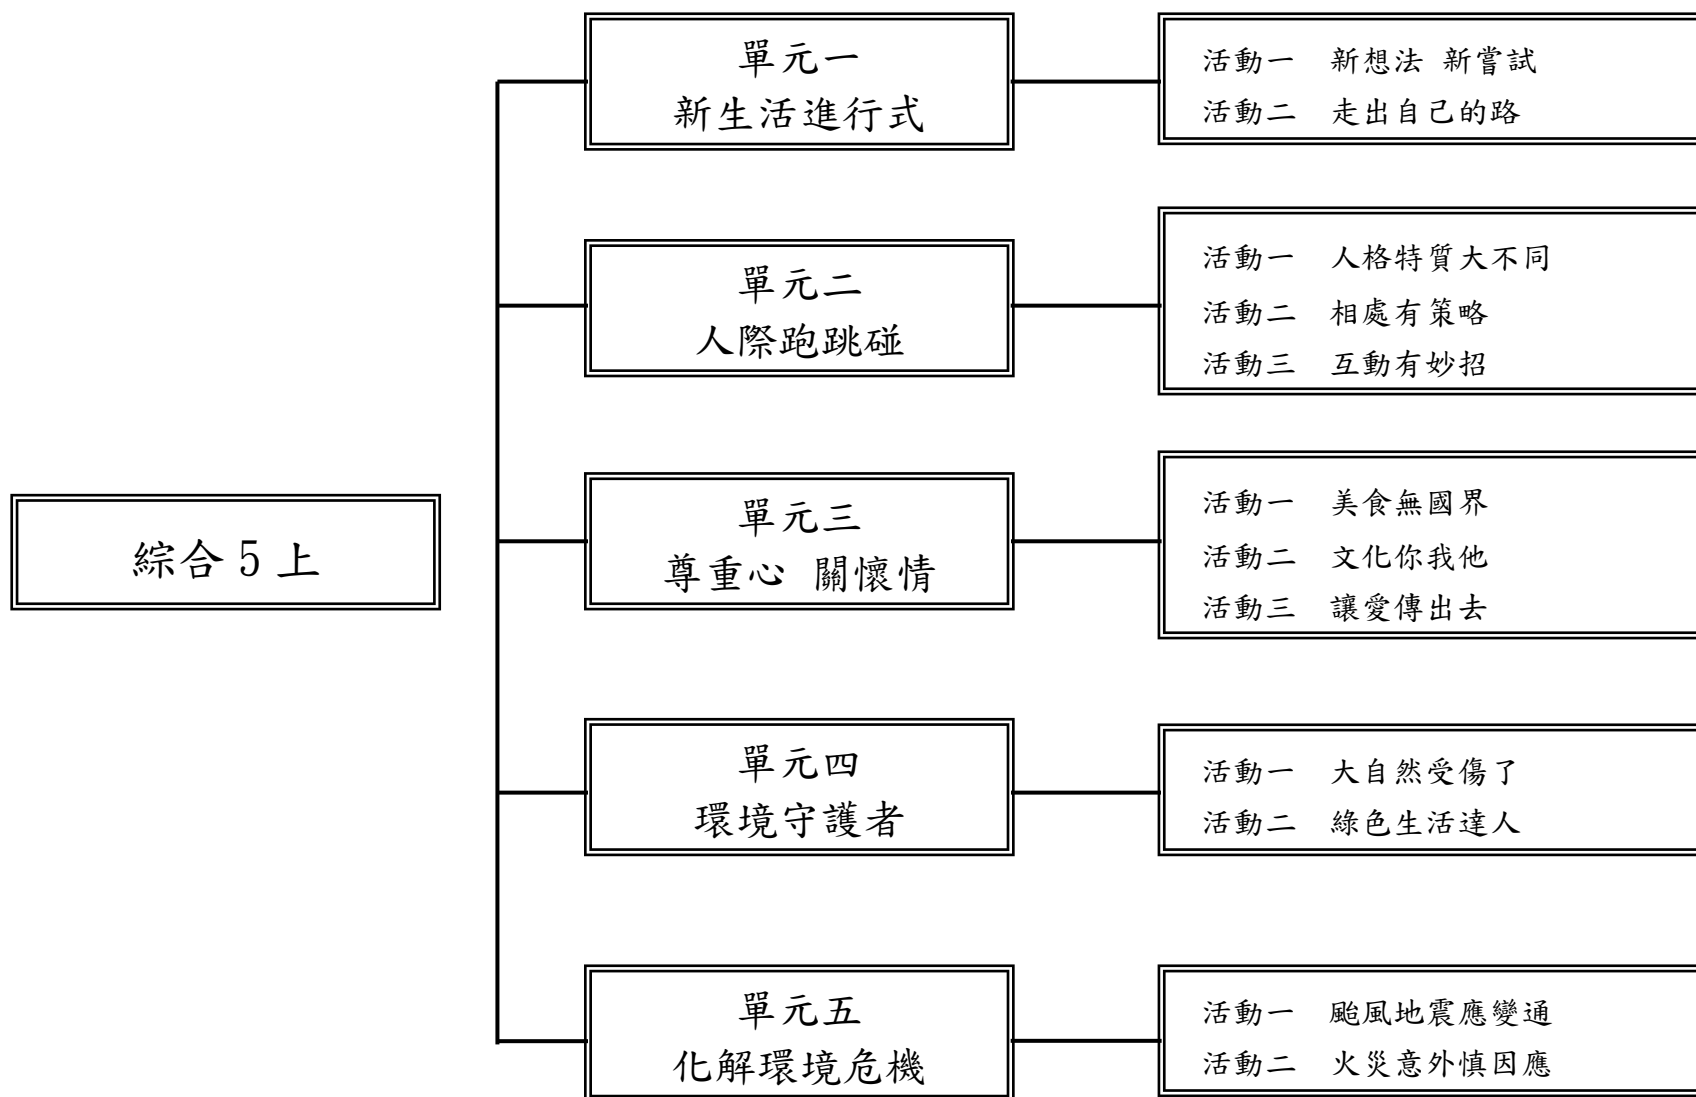 綜合5上
單元一
新生活進行式
活動一 新想法 新嘗試
活動二 走出自己的路
單元二
人際跑跳碰
活動一 人格特質大不同
活動二 相處有策略
活動三 互動有妙招
單元三
尊重心 關懷情
活動一 美食無國界
活動二 文化你我他
活動三 讓愛傳出去
單元四
環境守護者
活動一 大自然受傷了
活動二 綠色生活達人
單元五
化解環境危機
活動一 颱風地震應變通
活動二 火災意外慎因應